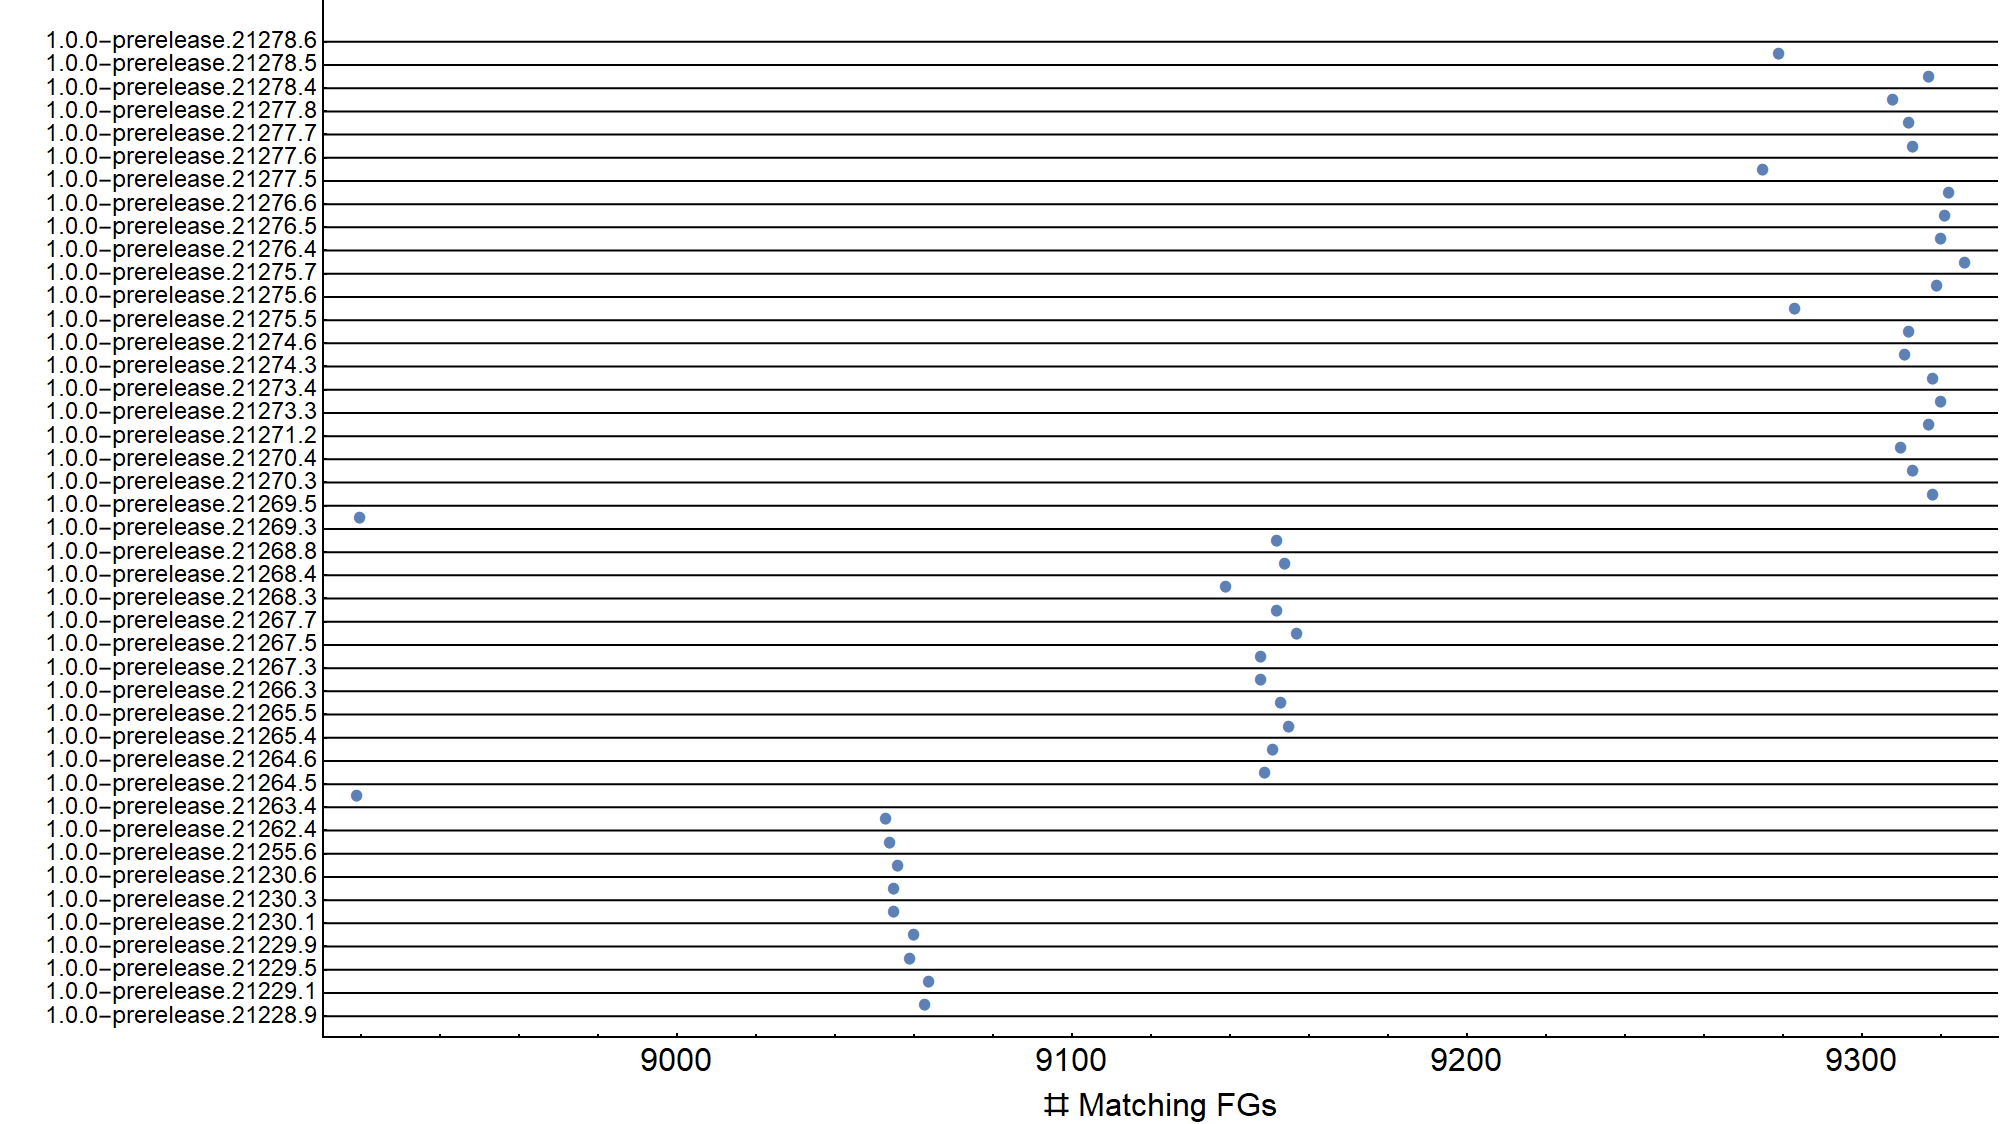 1.0.0–prerelease.21278.6
1.0.0–prerelease.21278.5
1.0.0–prerelease.21278.4
1.0.0–prerelease.21277.8
1.0.0–prerelease.21277.7
1.0.0–prerelease.21277.6
1.0.0–prerelease.21277.5
1.0.0–prerelease.21276.6
1.0.0–prerelease.21276.5
1.0.0–prerelease.21276.4
1.0.0–prerelease.21275.7
1.0.0–prerelease.21275.6
1.0.0–prerelease.21275.5
1.0.0–prerelease.21274.6
1.0.0–prerelease.21274.3
1.0.0–prerelease.21273.4
1.0.0–prerelease.21273.3
1.0.0–prerelease.21271.2
1.0.0–prerelease.21270.4
1.0.0–prerelease.21270.3
1.0.0–prerelease.21269.5
1.0.0–prerelease.21269.3
1.0.0–prerelease.21268.8
1.0.0–prerelease.21268.4
1.0.0–prerelease.21268.3
1.0.0–prerelease.21267.7
1.0.0–prerelease.21267.5
1.0.0–prerelease.21267.3
1.0.0–prerelease.21266.3
1.0.0–prerelease.21265.5
1.0.0–prerelease.21265.4
1.0.0–prerelease.21264.6
1.0.0–prerelease.21264.5
1.0.0–prerelease.21263.4
1.0.0–prerelease.21262.4
1.0.0–prerelease.21255.6
1.0.0–prerelease.21230.6
1.0.0–prerelease.21230.3
1.0.0–prerelease.21230.1
1.0.0–prerelease.21229.9
1.0.0–prerelease.21229.5
1.0.0–prerelease.21229.1
1.0.0–prerelease.21228.9
9000 9100 9200 9300
# Matching FGs